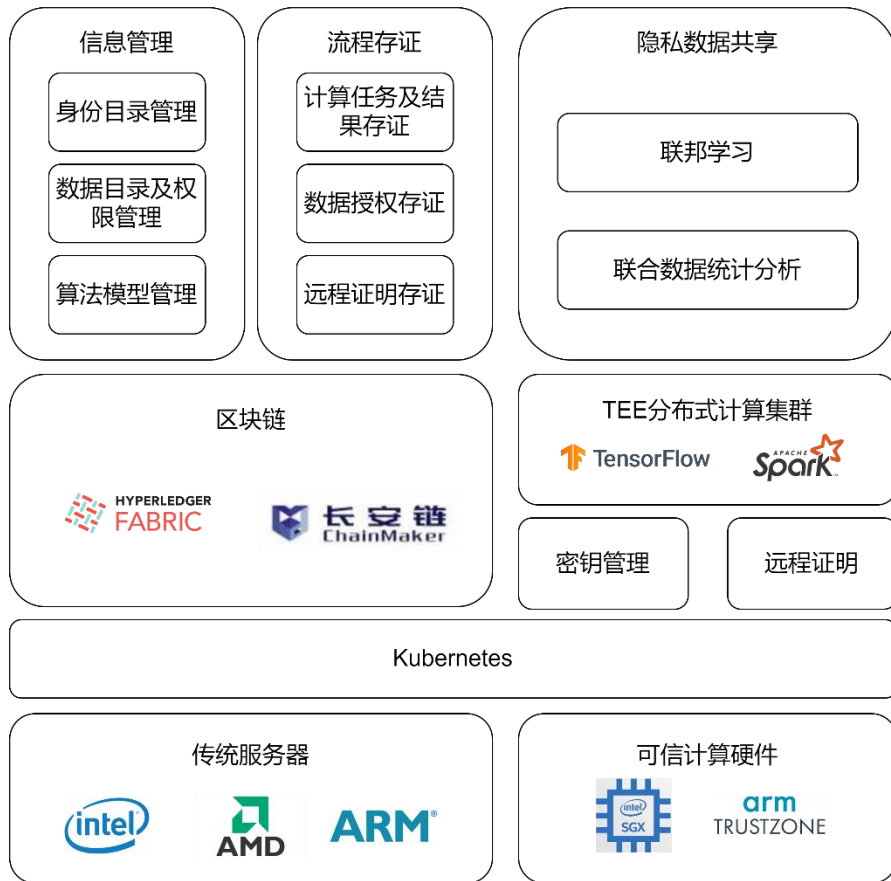 信息管理
身份目录管理
数据目录及权
限管理
算法模型管理
流程存证
计算任务及结
果存证
数据授权存证
远程证明存证
隐私数据共享
联邦学习
联合数据统计分析
区块链
HYPERLEDGER
FABRIC
长安链
ChainMaker
TEE分布式计算集群
TensorFlow
APACHE
Spark
密钥管理
远程证明
Kubernetes
传统服务器
intel
AMD
ARM
可信计算硬件
intel
SGX
arm
TRUSTZONE